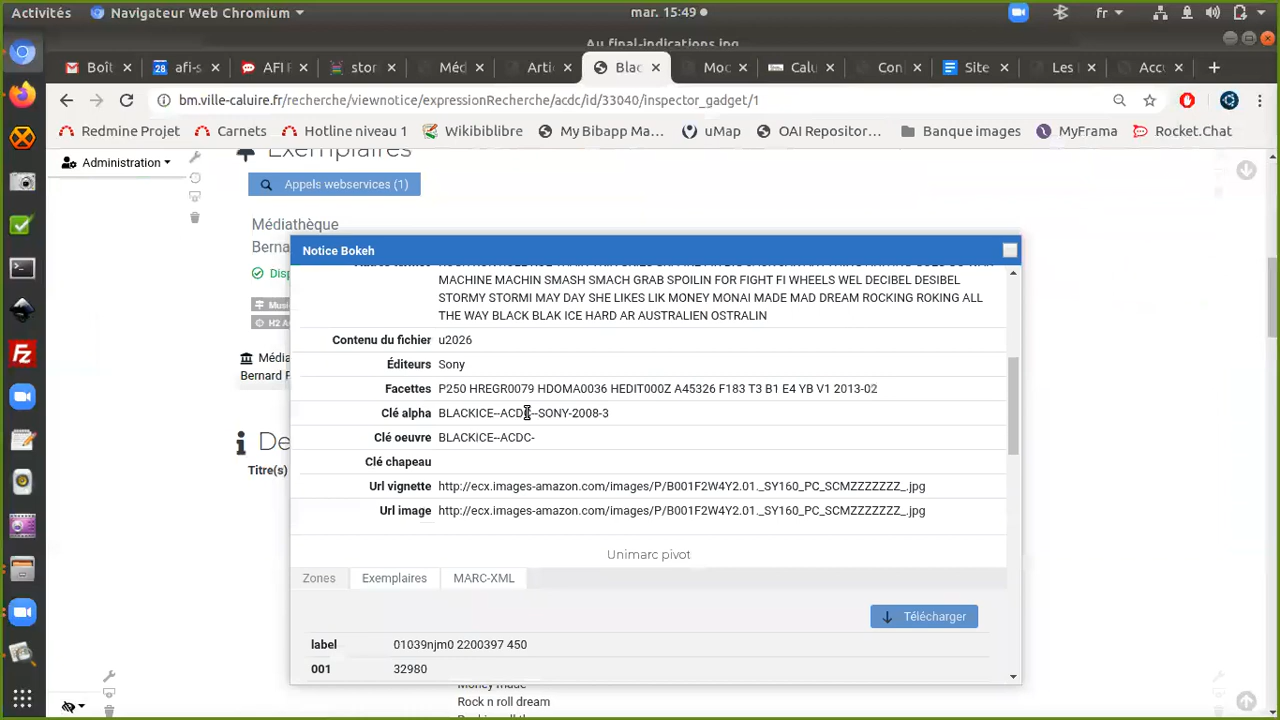 Activités Navigateur Web Chromium mar. 15:49 fr
Au final-indications.jpg
Boît afi-s AFI F stor Méd Artic Blac Moc Calu Con Site Les Accu
bm.ville-caluire.fr/recherche/viewnotice/expressionRecherche/acdc/id/33040/inspector_gadget/1
Redmine Projet Carnets Hotline niveau 1 Wikibiblibre My Bibapp Ma... uMap OAI Repositor... Banque images MyFrama Rocket.Chat
Administration Exemplaires
Appels webservices (1)
Médiathèque
Berna
Disp
Média
Bernard F
De
Titre(s)
Notice Bokeh
MACHINE MACHIN SMASH SMACH GRAB SPOILIN FOR FIGHT FI WHEELS WEL DECIBEL DESIBEL
STORMY STORMI MAY DAY SHE LIKES LIK MONEY MONAI MADE MAD DREAM ROCKING ROKING ALL
THE WAY BLACK BLAK ICE HARD AR AUSTRALIEN OSTRALIN
Contenu du fichier u2026
Éditeurs Sony
Facettes P250 HREGR0079 HDOMA0036 HEDIT000Z A45326 F183 T3 B1 E4 YB V1 2013-02
Clé alpha BLACKICE--ACDC--SONY-2008-3
Clé oeuvre BLACKICE--ACDC-
Clé chapeau
Url vignette http://ecx.images-amazon.com/images/P/B001F2W4Y2.01._SY160_PC_SCMZZZZZZZ_.jpg
Url image http://ecx.images-amazon.com/images/P/B001F2W4Y2.01._SY160_PC_SCMZZZZZZZ_.jpg
Unimarc pivot
Zones Exemplaires MARC-XML
Télécharger
label 01039njm0 2200397 450
001 32980
Money made
Rock n roll dream